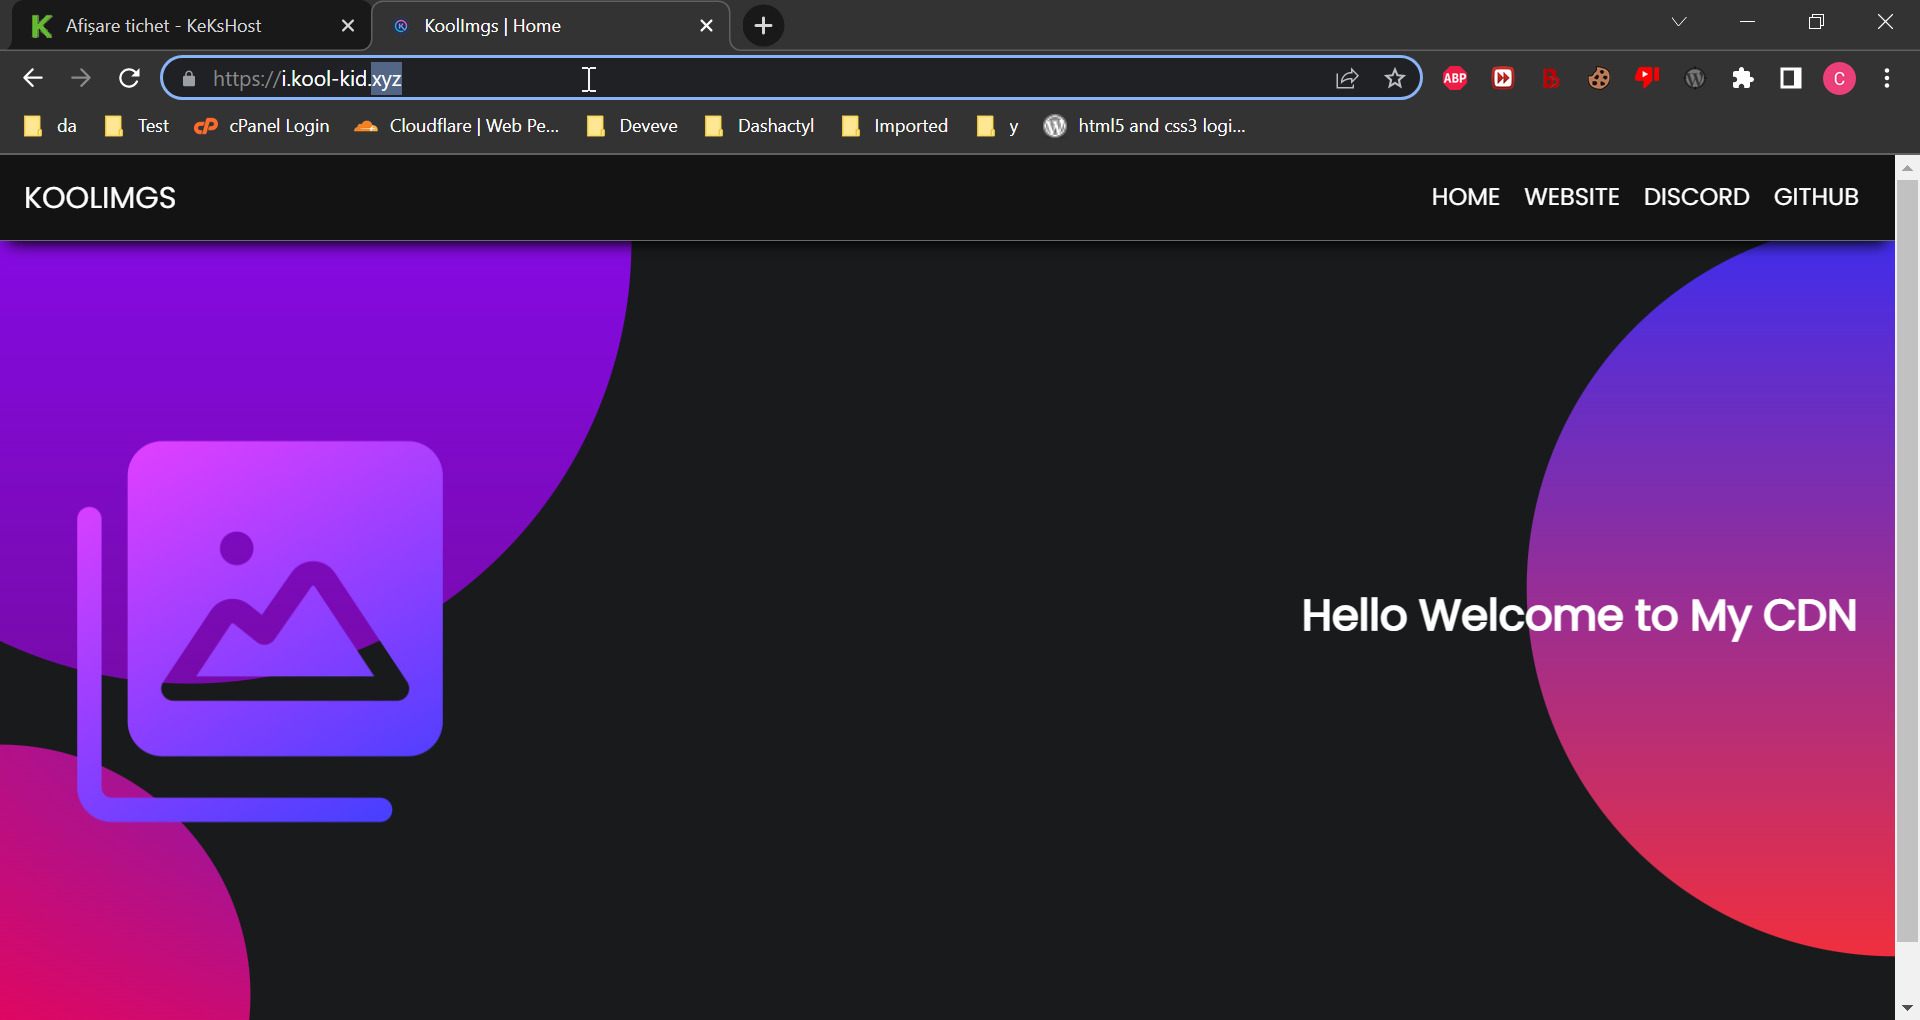 Afișare tichet - KeKsHost
KoolImgs | Home
https://i.kool-kid.xyz
ABP
C
da
Test
cP
cPanel Login
Cloudflare | Web Pe...
Deveve
Dashactyl
Imported
y
html5 and css3 logi...
KOOLIMGS
HOME
WEBSITE
DISCORD
GITHUB
Hello Welcome to My CDN